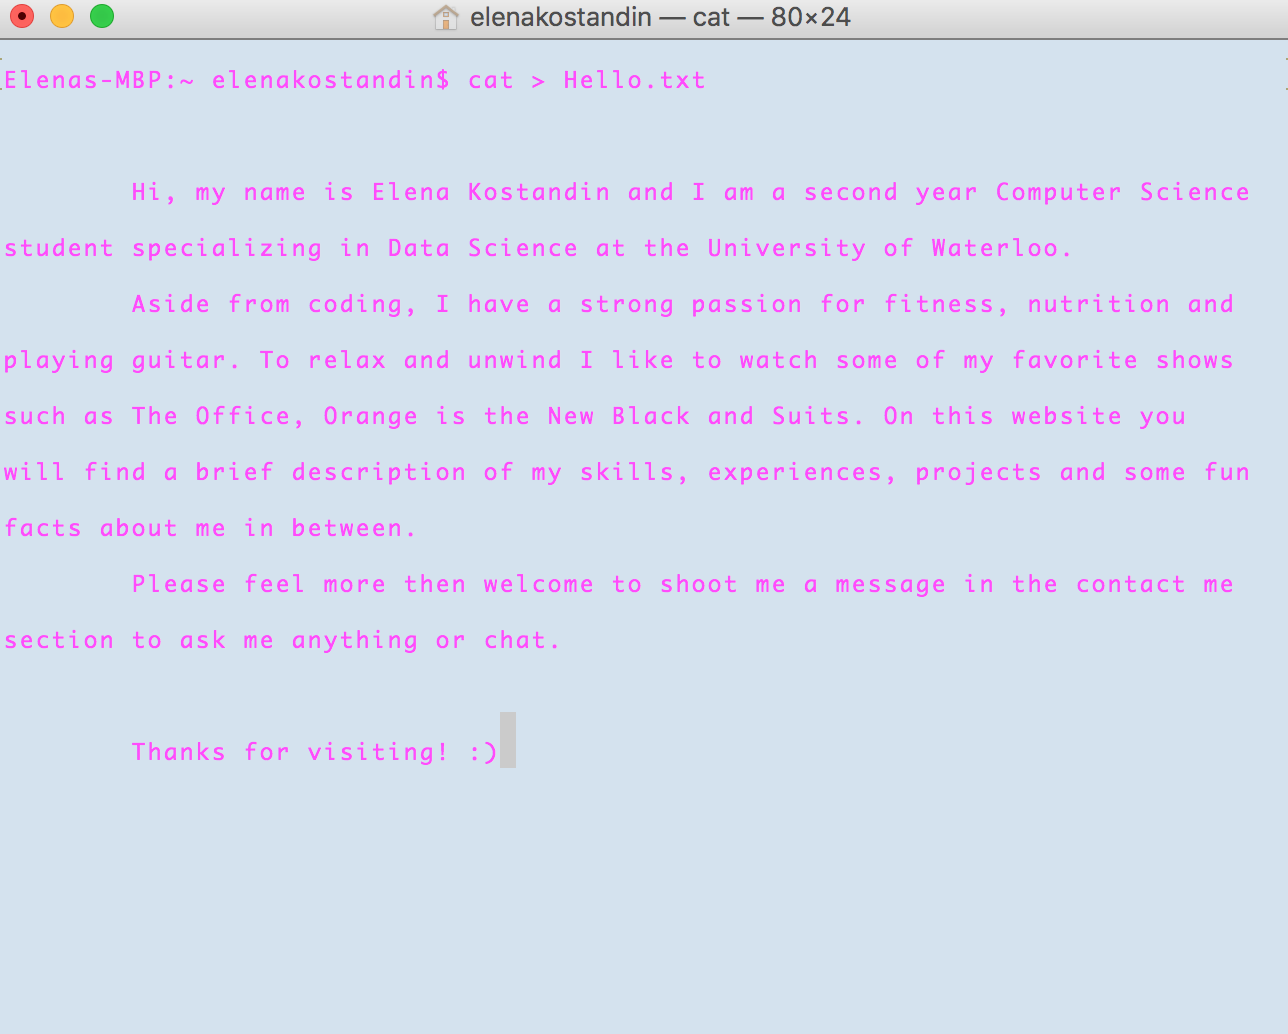 elenakostandin — cat — 80×24
Elenas-MBP:~ elenakostandin$ cat > Hello.txt
Hi, my name is Elena Kostandin and I am a second year Computer Science
student specializing in Data Science at the University of Waterloo.
Aside from coding, I have a strong passion for fitness, nutrition and
playing guitar. To relax and unwind I like to watch some of my favorite shows
such as The Office, Orange is the New Black and Suits. On this website you
will find a brief description of my skills, experiences, projects and some fun
facts about me in between.
Please feel more then welcome to shoot me a message in the contact me
section to ask me anything or chat.
Thanks for visiting! :)